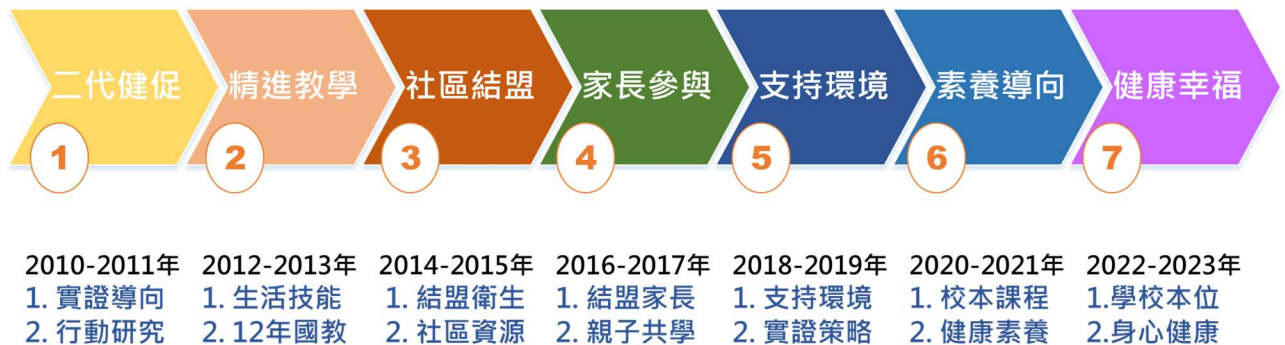 二代健促
精進教學
社區結盟
家長參與
支持環境
素養導向
健康幸福
1
2
3
4
5
6
7
2010-2011年
1. 實證導向
2. 行動研究
2012-2013年
1. 生活技能
2. 12年國教
2014-2015年
1. 結盟衛生
2. 社區資源
2016-2017年
1. 結盟家長
2. 親子共學
2018-2019年
1. 支持環境
2. 實證策略
2020-2021年
1. 校本課程
2. 健康素養
2022-2023年
1.學校本位
2.身心健康